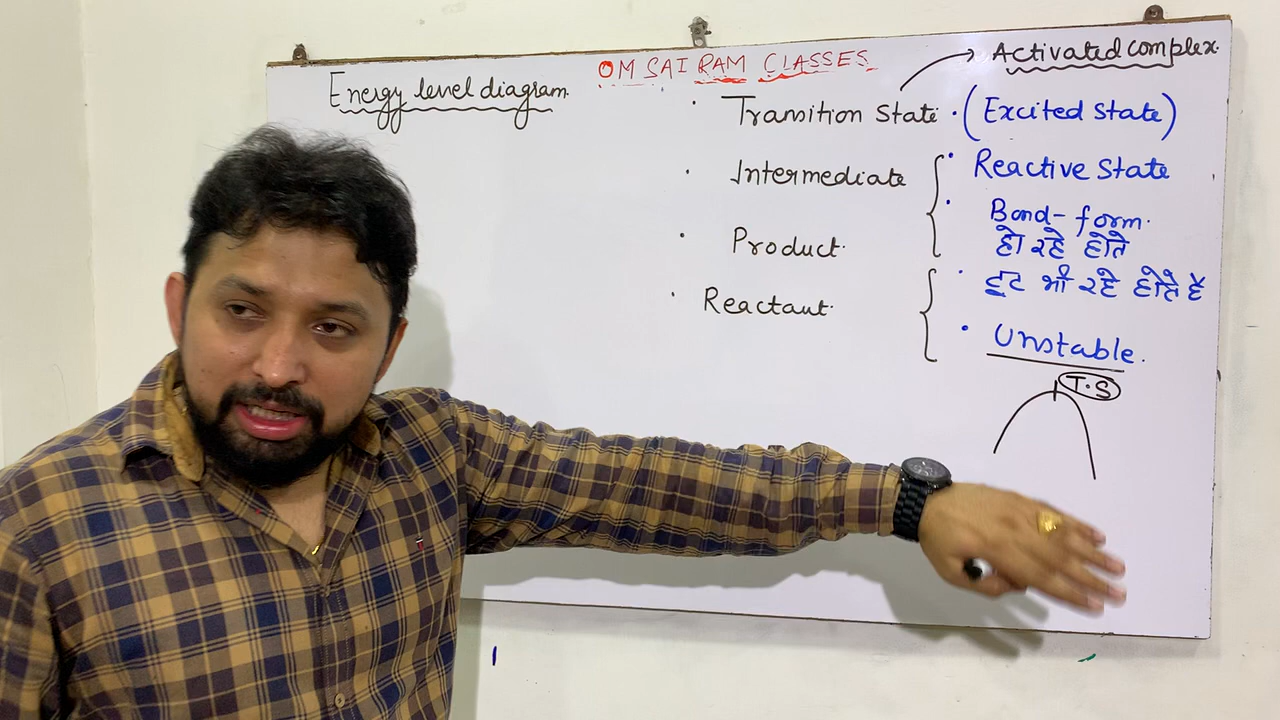 OM SAI RAM CLASSES
Energy level diagram
Activated complex.
Transition State. (Excited State)
Intermediate
Product.
Reactant.
Reactive State
Bond-form.
हो रहे होते
टूट भी रहे होते हैं
Unstable.
T.S